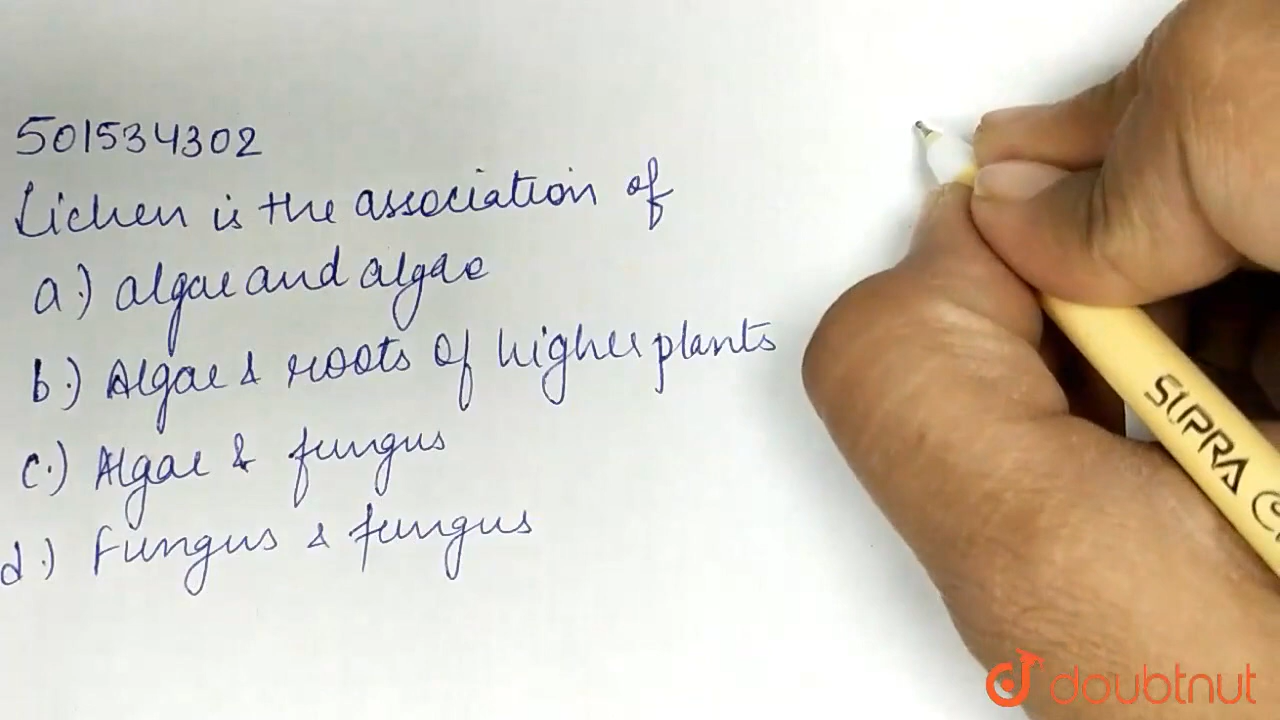 501534302
Lichen is the association of
a.) algae and algae
b.) Algae & roots of higher plants
c.) Algae & fungus
d.) Fungus & fungus
SUPRA
doubtnut